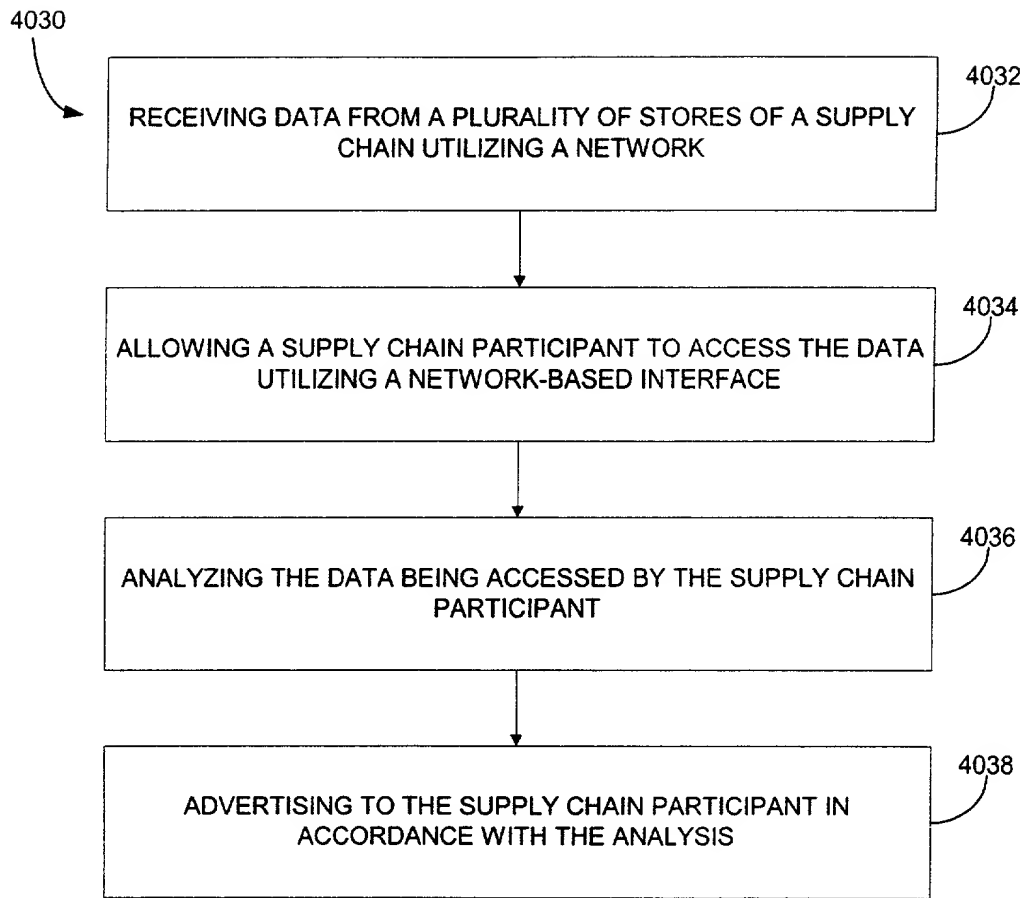 4030
4032
RECEIVING DATA FROM A PLURALITY OF STORES OF A SUPPLY
CHAIN UTILIZING A NETWORK
4034
ALLOWING A SUPPLY CHAIN PARTICIPANT TO ACCESS THE DATA
UTILIZING A NETWORK-BASED INTERFACE
4036
ANALYZING THE DATA BEING ACCESSED BY THE SUPPLY CHAIN
PARTICIPANT
4038
ADVERTISING TO THE SUPPLY CHAIN PARTICIPANT IN
ACCORDANCE WITH THE ANALYSIS